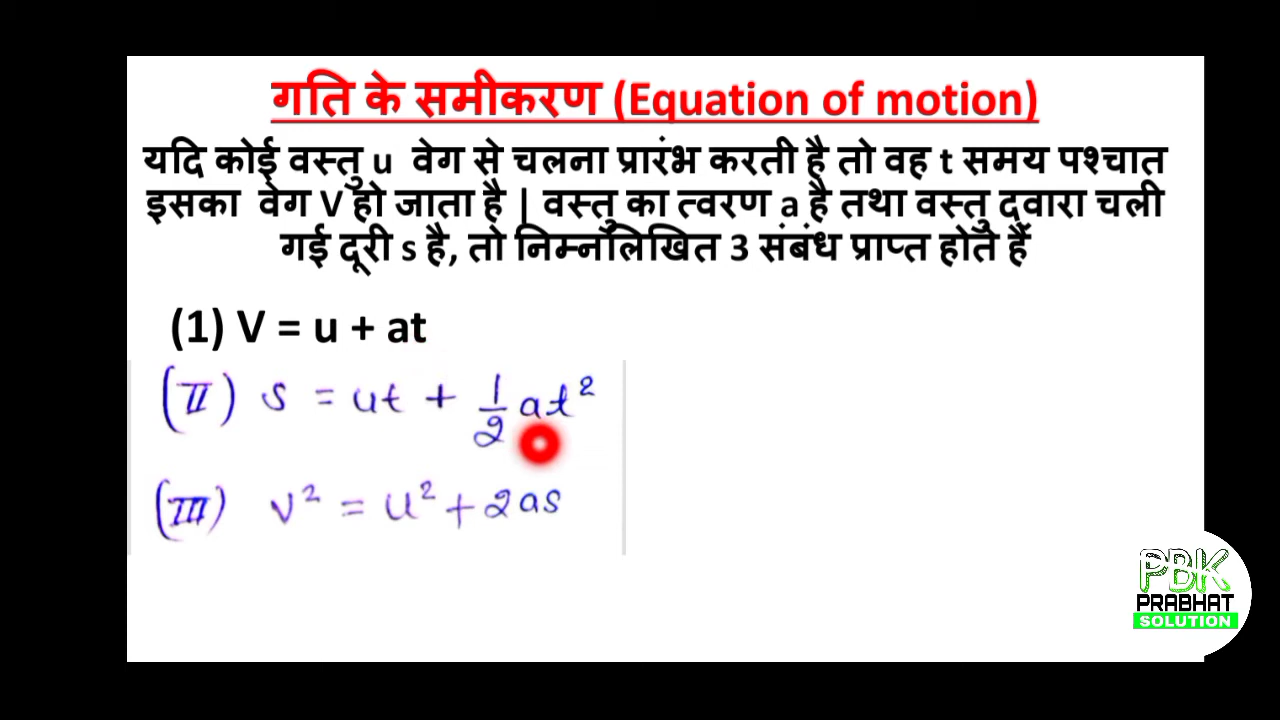 गति के समीकरण (Equation of motion)
यदि कोई वस्तु u वेग से चलना प्रारंभ करती है तो वह t समय पश्चात
इसका वेग V हो जाता है | वस्तु का त्वरण a है तथा वस्तु दवारा चली
गई दूरी s है, तो निम्नलिखित 3 संबंध प्राप्त होते हैं
(1) V = u + at
(II) s = ut + 1/2 at²
(III) v² = u² + 2as
PBK
PRABHAT
SOLUTION